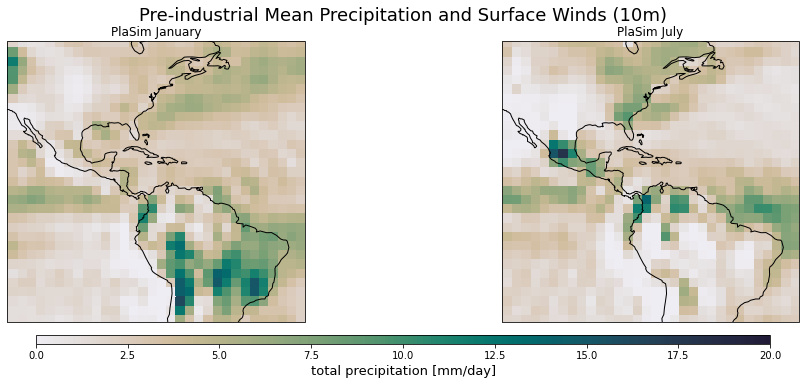 Pre-industrial Mean Precipitation and Surface Winds (10m)
PlaSim January
PlaSim July
0.0 2.5 5.0 7.5 10.0 12.5 15.0 17.5 20.0
total precipitation [mm/day]